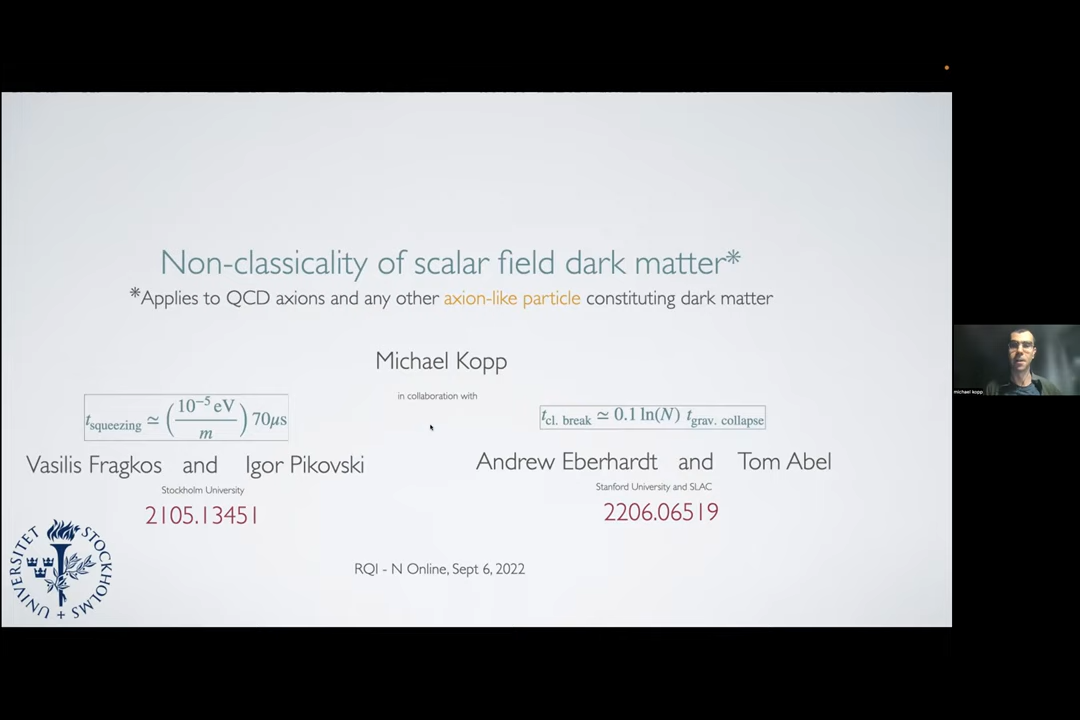 Non-classicality of scalar field dark matter*
*Applies to QCD axions and any other axion-like particle constituting dark matter
Michael Kopp
in collaboration with
t_squeezing ≃ (10⁻⁵ eV / m) 70μs
t_cl. break ≃ 0.1 ln(N) t_grav. collapse
Vasilis Fragkos and Igor Pikovski
Andrew Eberhardt and Tom Abel
Stockholm University
Stanford University and SLAC
2105.13451
2206.06519
RQI - N Online, Sept 6, 2022
UNIVERSITET STOCKHOLMS +
michael kopp